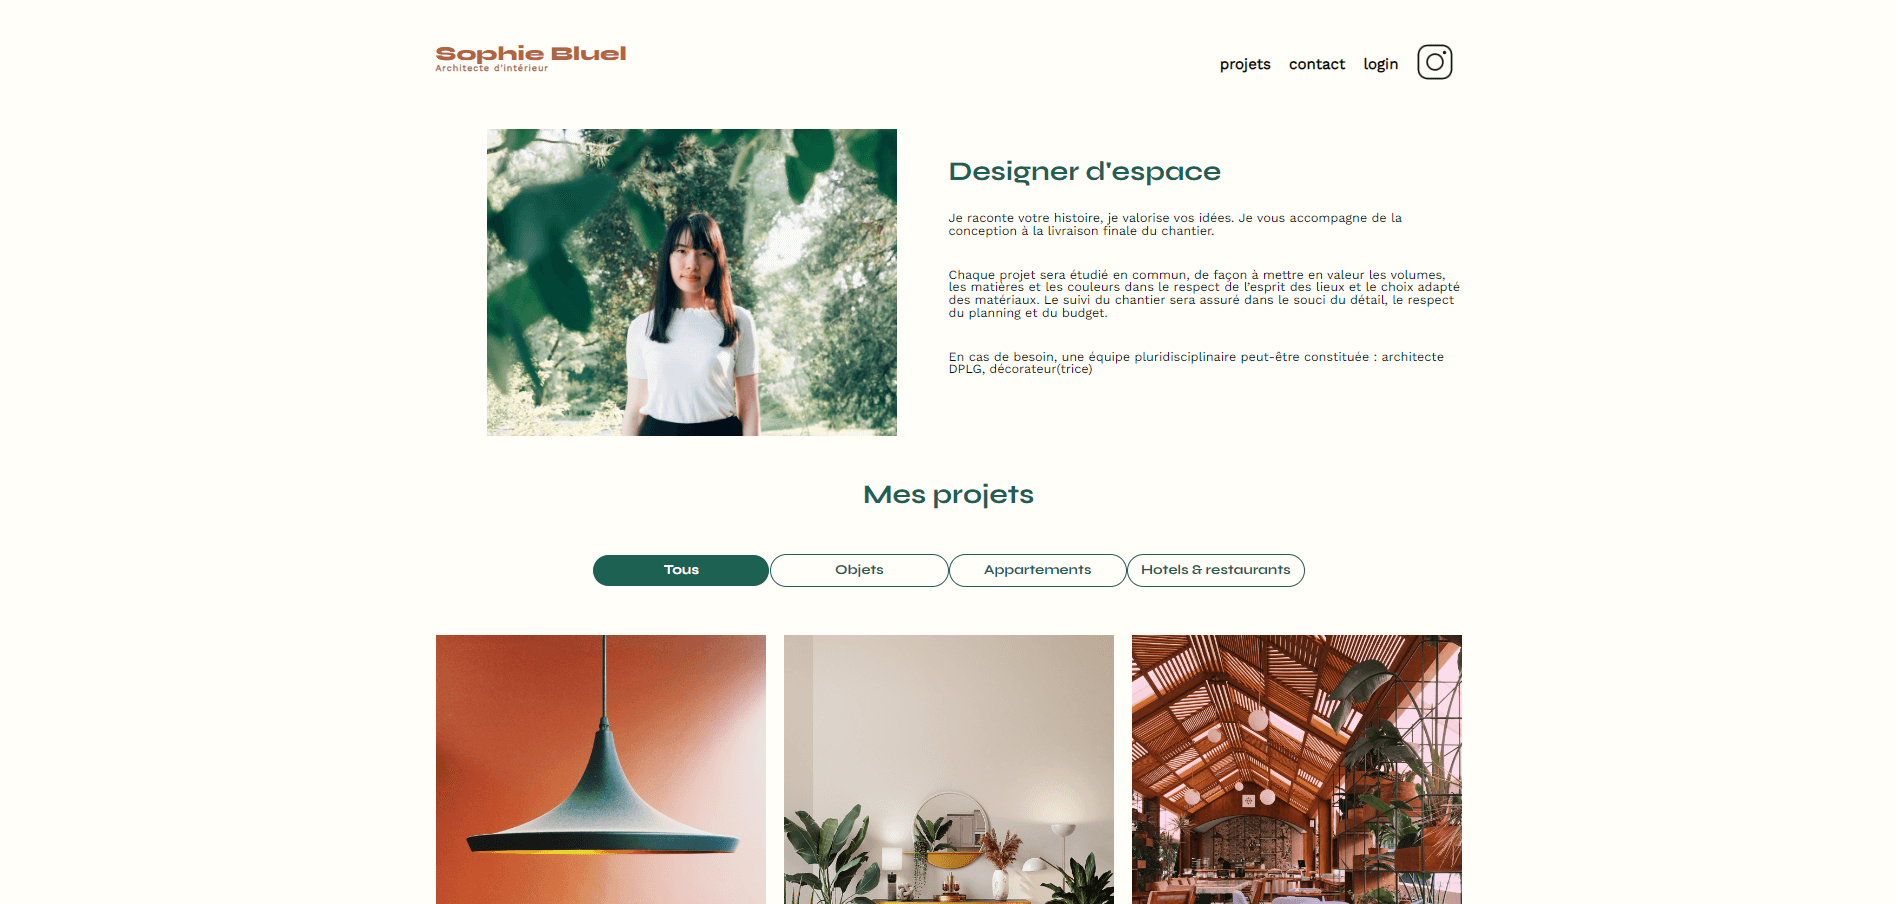 Sophie Bluel
Architecte d'intérieur
projets contact login
Designer d'espace
Je raconte votre histoire, je valorise vos idées. Je vous accompagne de la
conception à la livraison finale du chantier.
Chaque projet sera étudié en commun, de façon à mettre en valeur les volumes,
les matières et les couleurs dans le respect de l’esprit des lieux et le choix adapté
des matériaux. Le suivi du chantier sera assuré dans le souci du détail, le respect
du planning et du budget.
En cas de besoin, une équipe pluridisciplinaire peut-être constituée : architecte
DPLG, décorateur(trice)
Mes projets
Tous Objets Appartements Hotels & restaurants